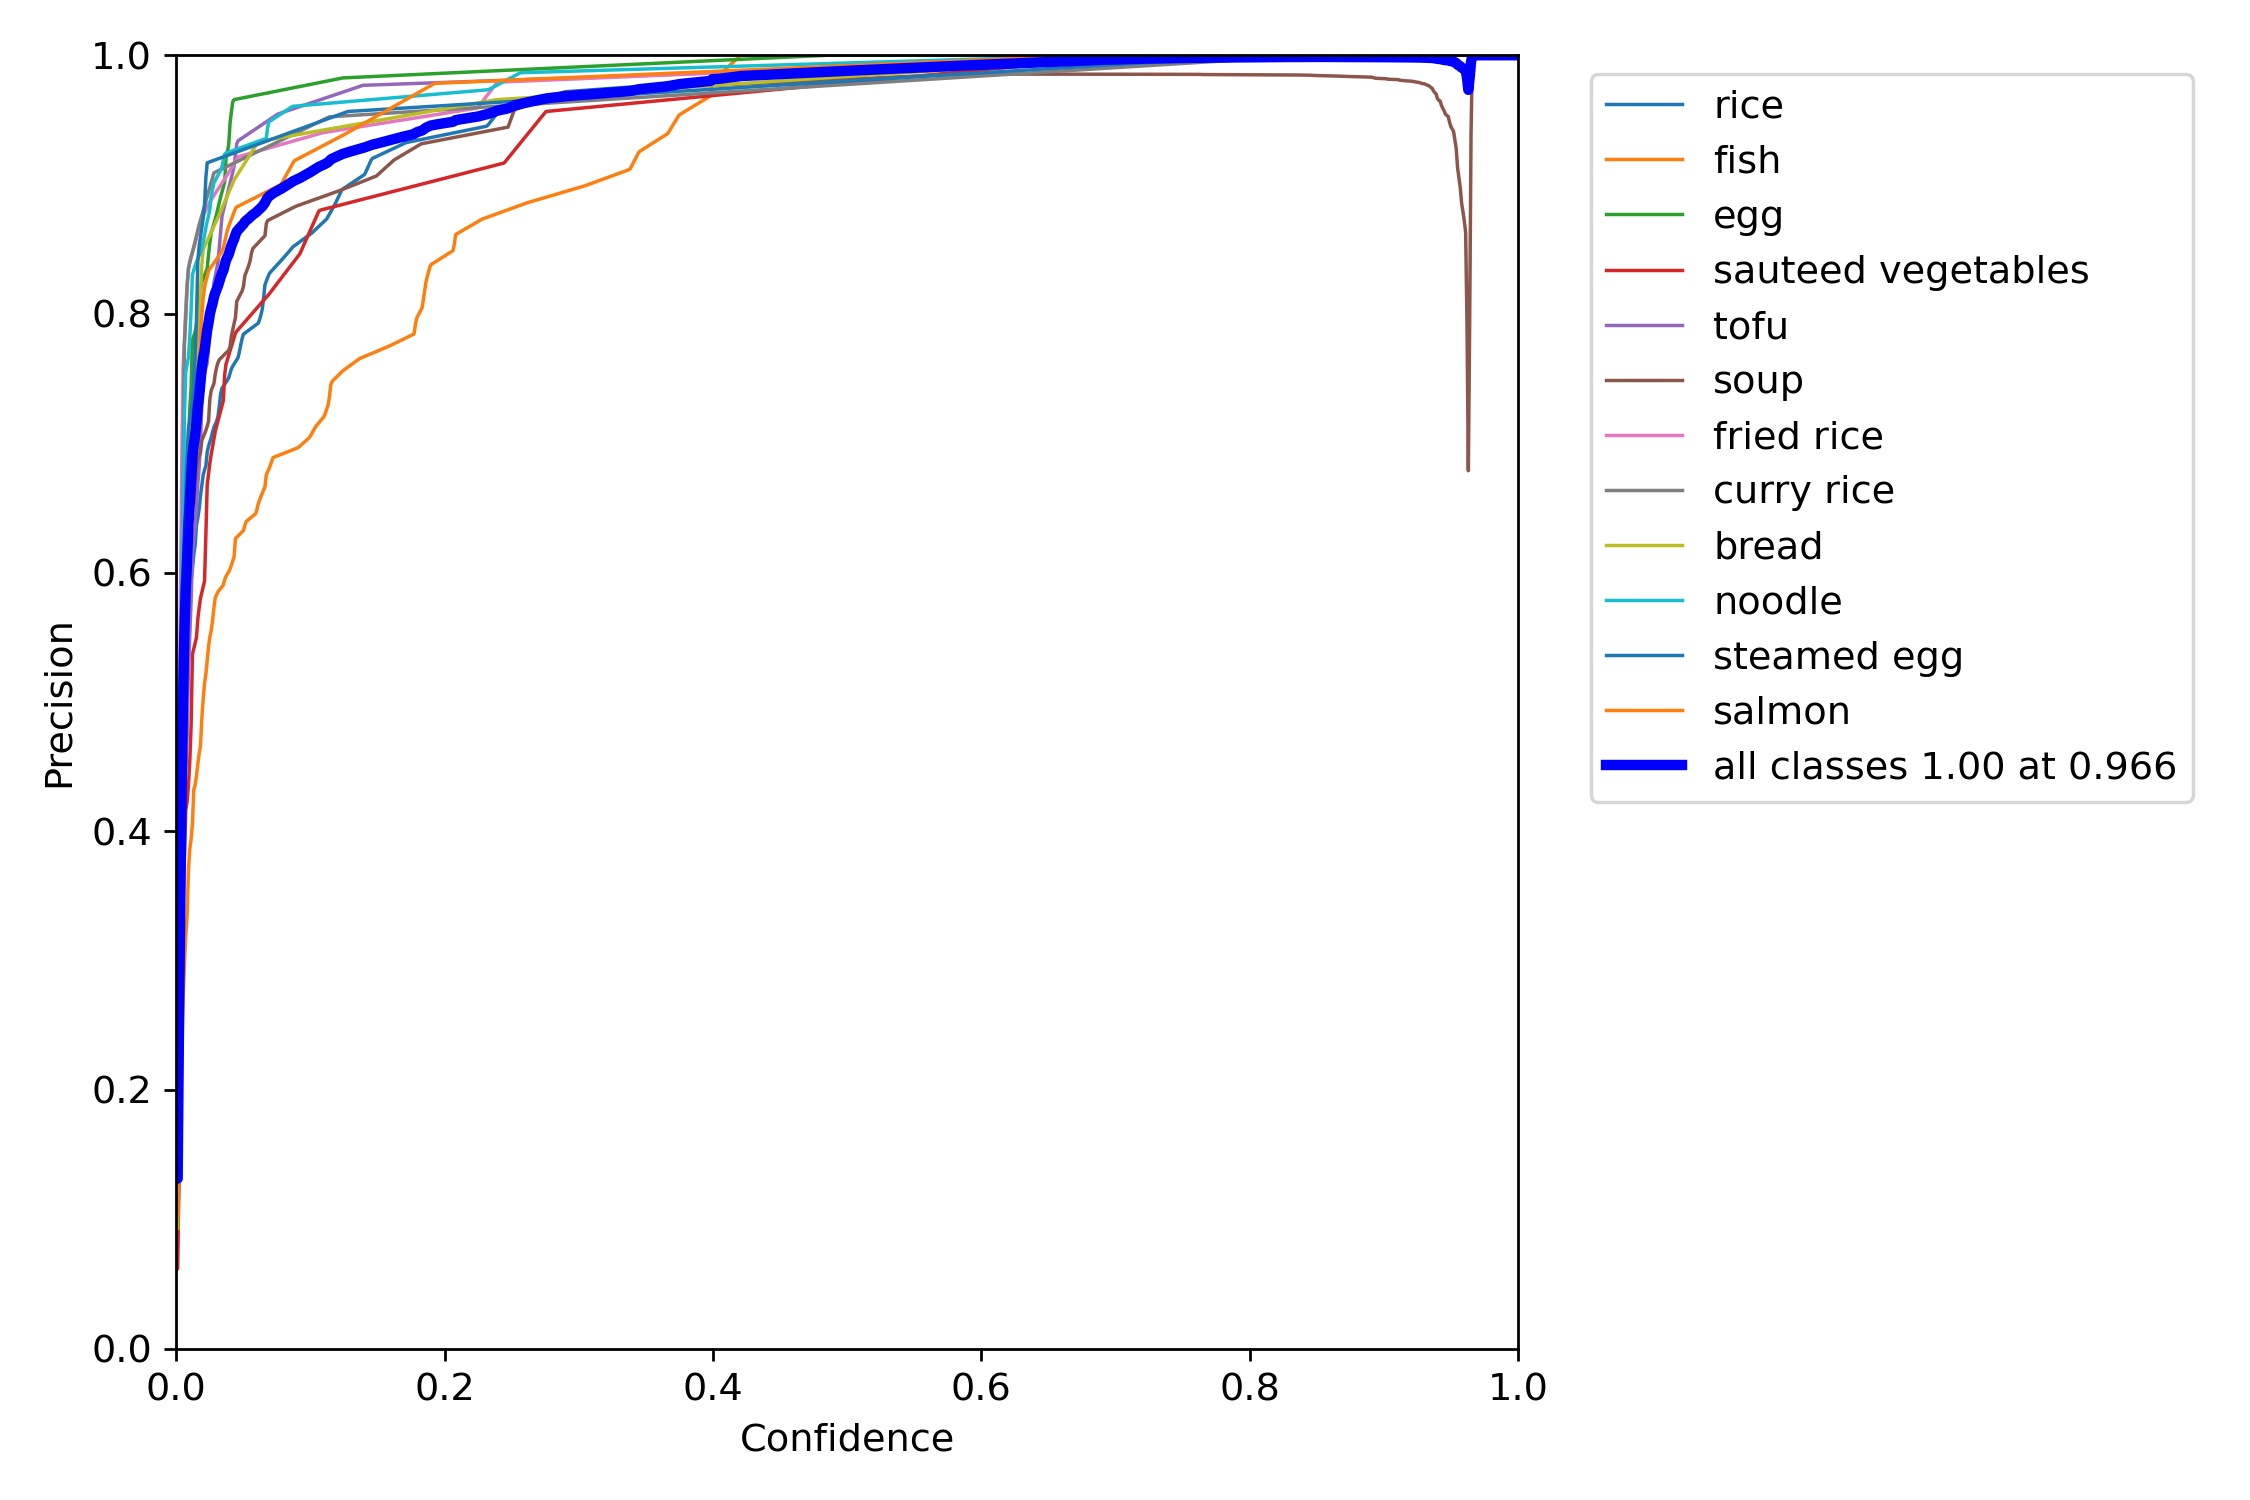 1.0
0.8
0.6
0.4
0.2
0.0
Precision
0.0 0.2 0.4 0.6 0.8 1.0
Confidence
rice
fish
egg
sauteed vegetables
tofu
soup
fried rice
curry rice
bread
noodle
steamed egg
salmon
all classes 1.00 at 0.966